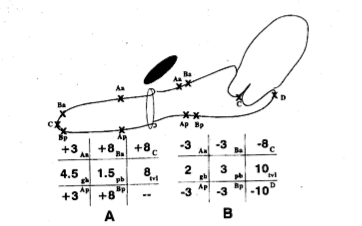 Aa Ba
Aa
Ba
C
C D
Bp Ap
Ap Bp
+3 Aa +8 Ba +8 C
4.5 gh 1.5 pb 8 tvl
+3 Ap +8 Bp --
A
-3 Aa -3 Ba -8 C
2 gh 3 pb 10 tvl
-3 Ap -3 Bp -10 D
B